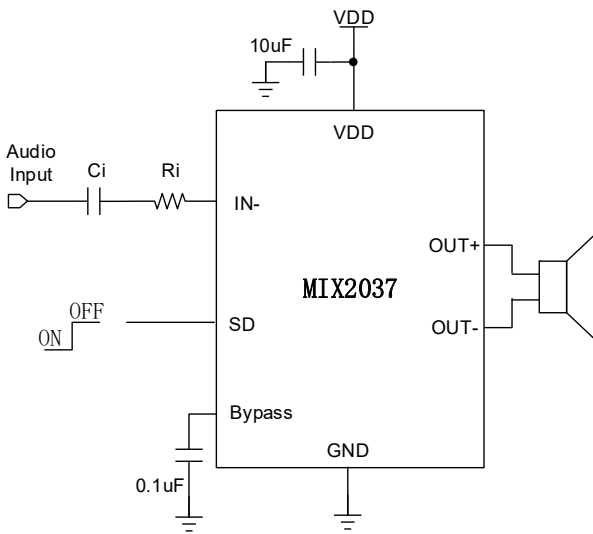 VDD
10uF
VDD
Audio
Input
Ci
Ri
IN-
OUT+
MIX2037
OFF
ON
SD
OUT-
Bypass
GND
0.1uF